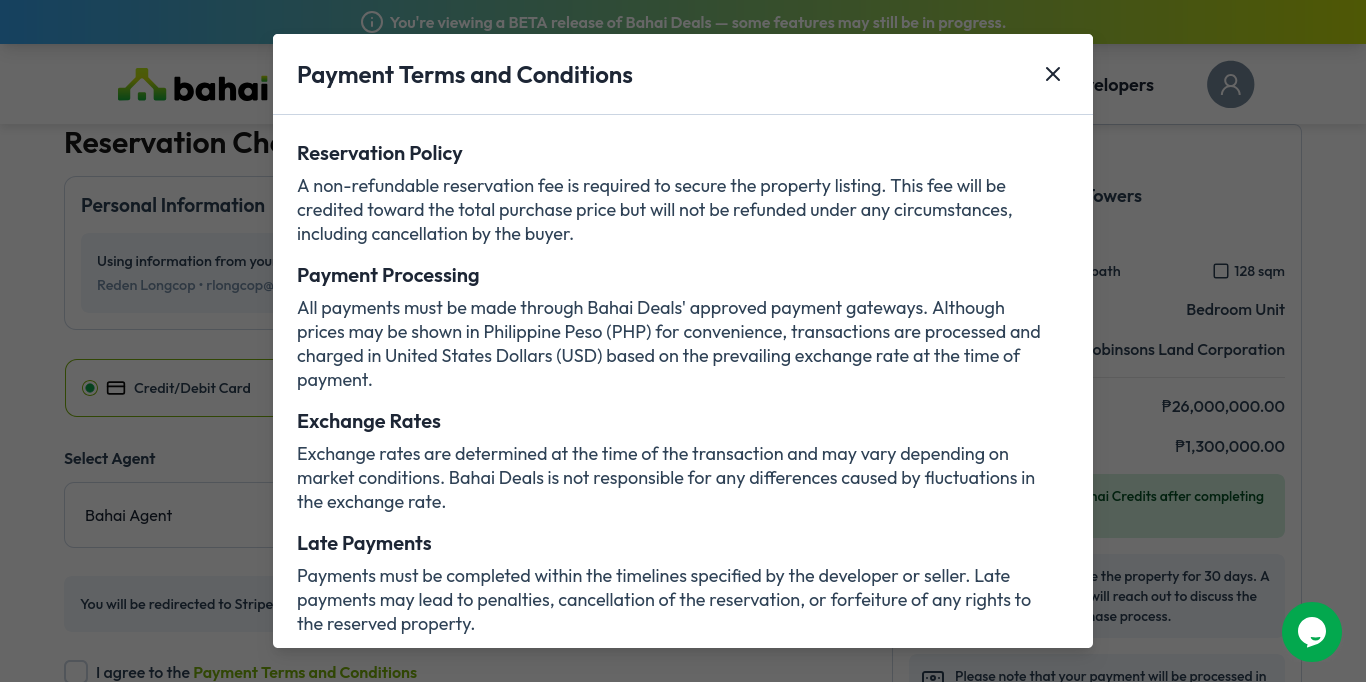 You're viewing a BETA release of Bahai Deals — some features may still be in progress.
bahai
elopers
Payment Terms and Conditions
Reservation Policy
A non-refundable reservation fee is required to secure the property listing. This fee will be
credited toward the total purchase price but will not be refunded under any circumstances,
including cancellation by the buyer.
Payment Processing
All payments must be made through Bahai Deals' approved payment gateways. Although
prices may be shown in Philippine Peso (PHP) for convenience, transactions are processed and
charged in United States Dollars (USD) based on the prevailing exchange rate at the time of
payment.
Exchange Rates
Exchange rates are determined at the time of the transaction and may vary depending on
market conditions. Bahai Deals is not responsible for any differences caused by fluctuations in
the exchange rate.
Late Payments
Payments must be completed within the timelines specified by the developer or seller. Late
payments may lead to penalties, cancellation of the reservation, or forfeiture of any rights to
the reserved property.
Reservation Che
Personal Information
Using information from you
Reden Longcop • rlongcop@
Credit/Debit Card
Select Agent
Bahai Agent
You will be redirected to Stripe
I agree to the Payment Terms and Conditions
Towers
bath
128 sqm
Bedroom Unit
obinsons Land Corporation
₱26,000,000.00
₱1,300,000.00
hai Credits after completing
e the property for 30 days. A
will reach out to discuss the
hase process.
Please note that your payment will be processed in